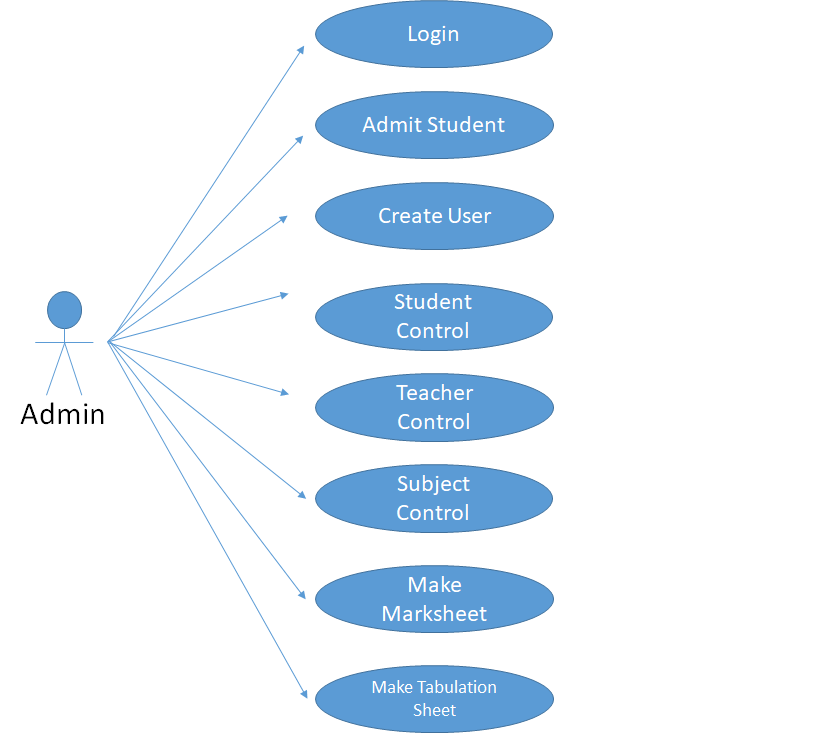 Login
Admit Student
Create User
Student
Control
Teacher
Control
Admin
Subject
Control
Make
Marksheet
Make Tabulation
Sheet